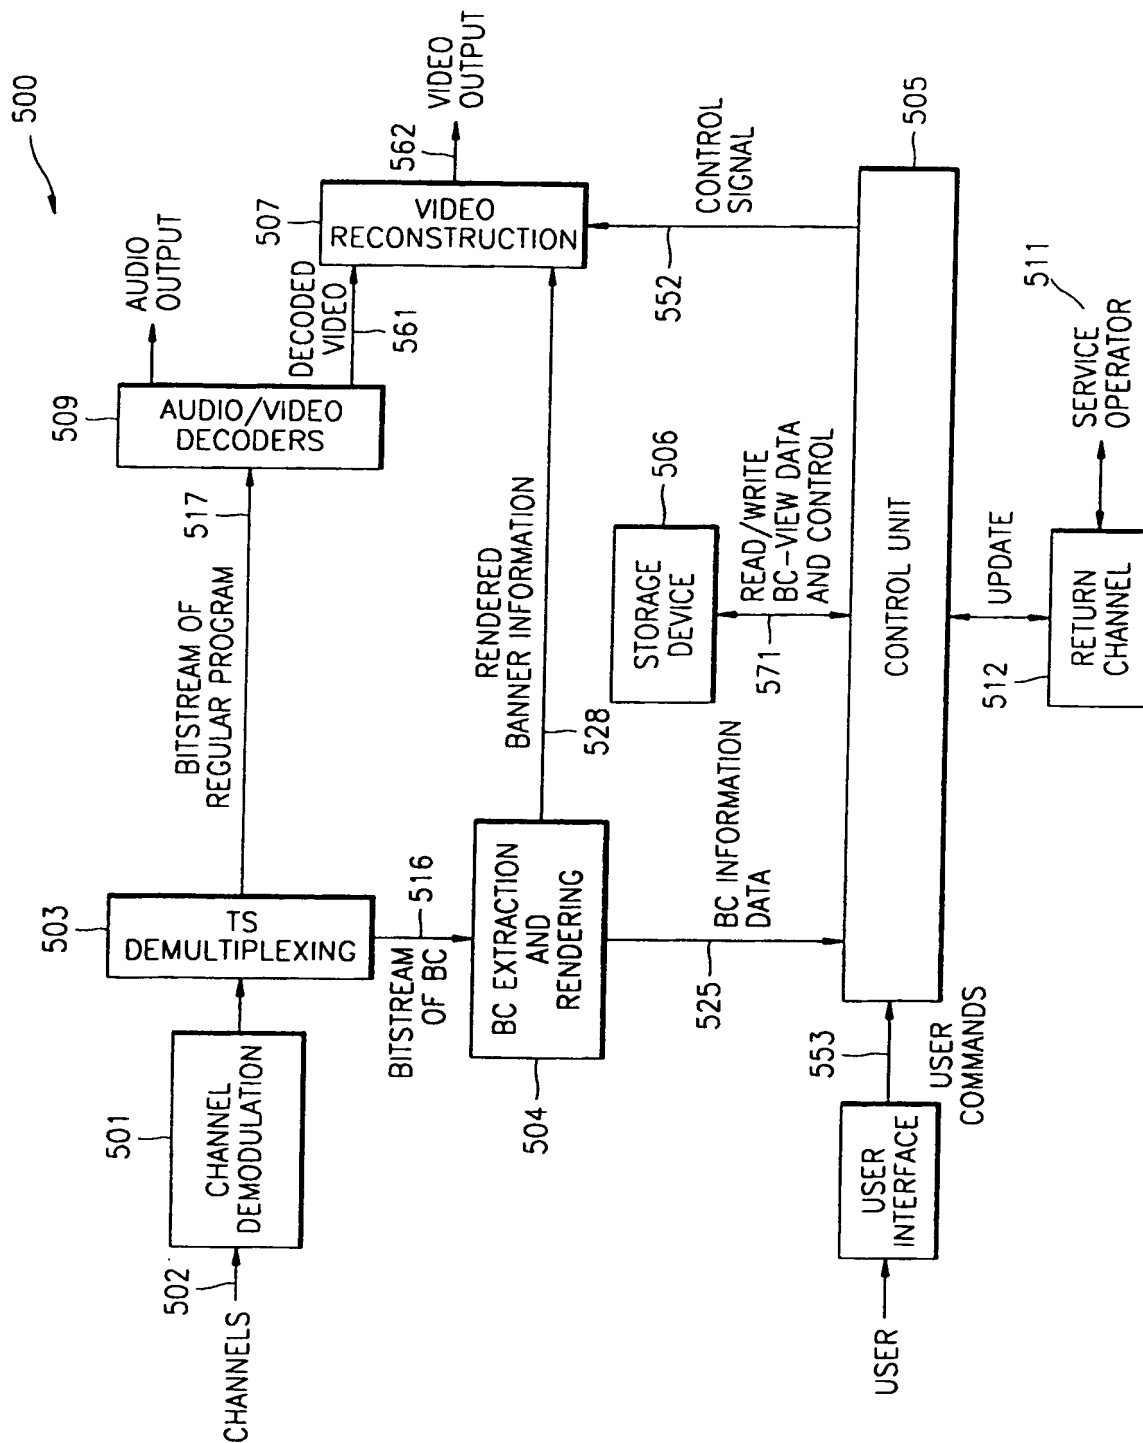 500
CHANNELS
502
501
CHANNEL
DEMODULATION
503
TS
DEMULTIPLEXING
BITSTREAM OF
REGULAR PROGRAM
517
509
AUDIO/VIDEO
DECODERS
AUDIO
OUTPUT
DECODED
VIDEO
561
507
VIDEO
RECONSTRUCTION
562
VIDEO
OUTPUT
BITSTREAM
OF BC
516
504
BC EXTRACTION
AND
RENDERING
RENDERED
BANNER INFORMATION
528
525
BC INFORMATION
DATA
STORAGE
DEVICE
506
571
READ/WRITE
BC-VIEW DATA
AND CONTROL
552
CONTROL
SIGNAL
USER
USER
INTERFACE
553
USER
COMMANDS
CONTROL UNIT
505
UPDATE
512
RETURN
CHANNEL
SERVICE
OPERATOR
511